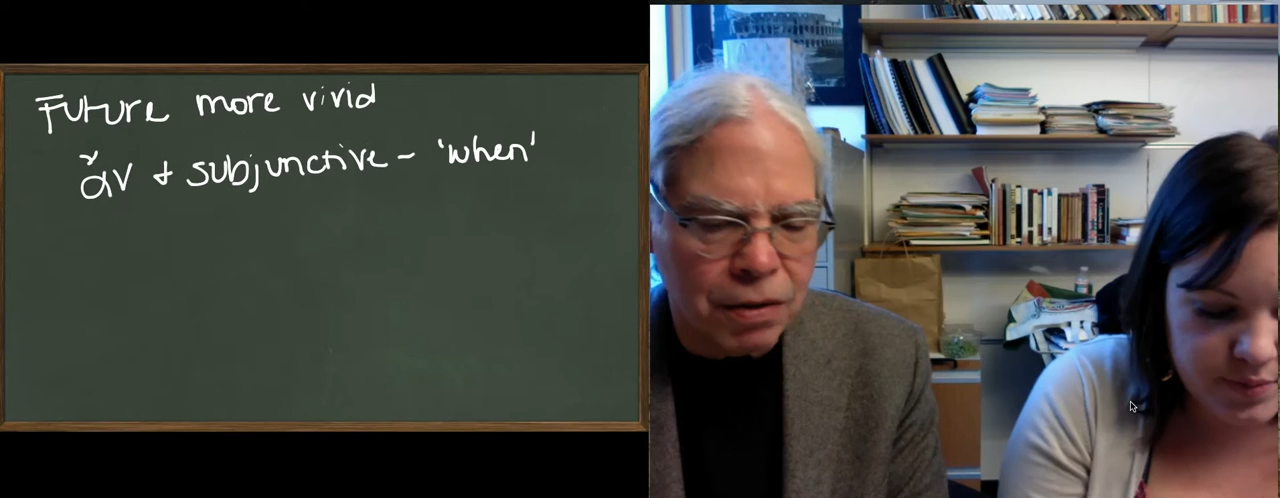 Future more vivid
ἄν + subjunctive - 'when'